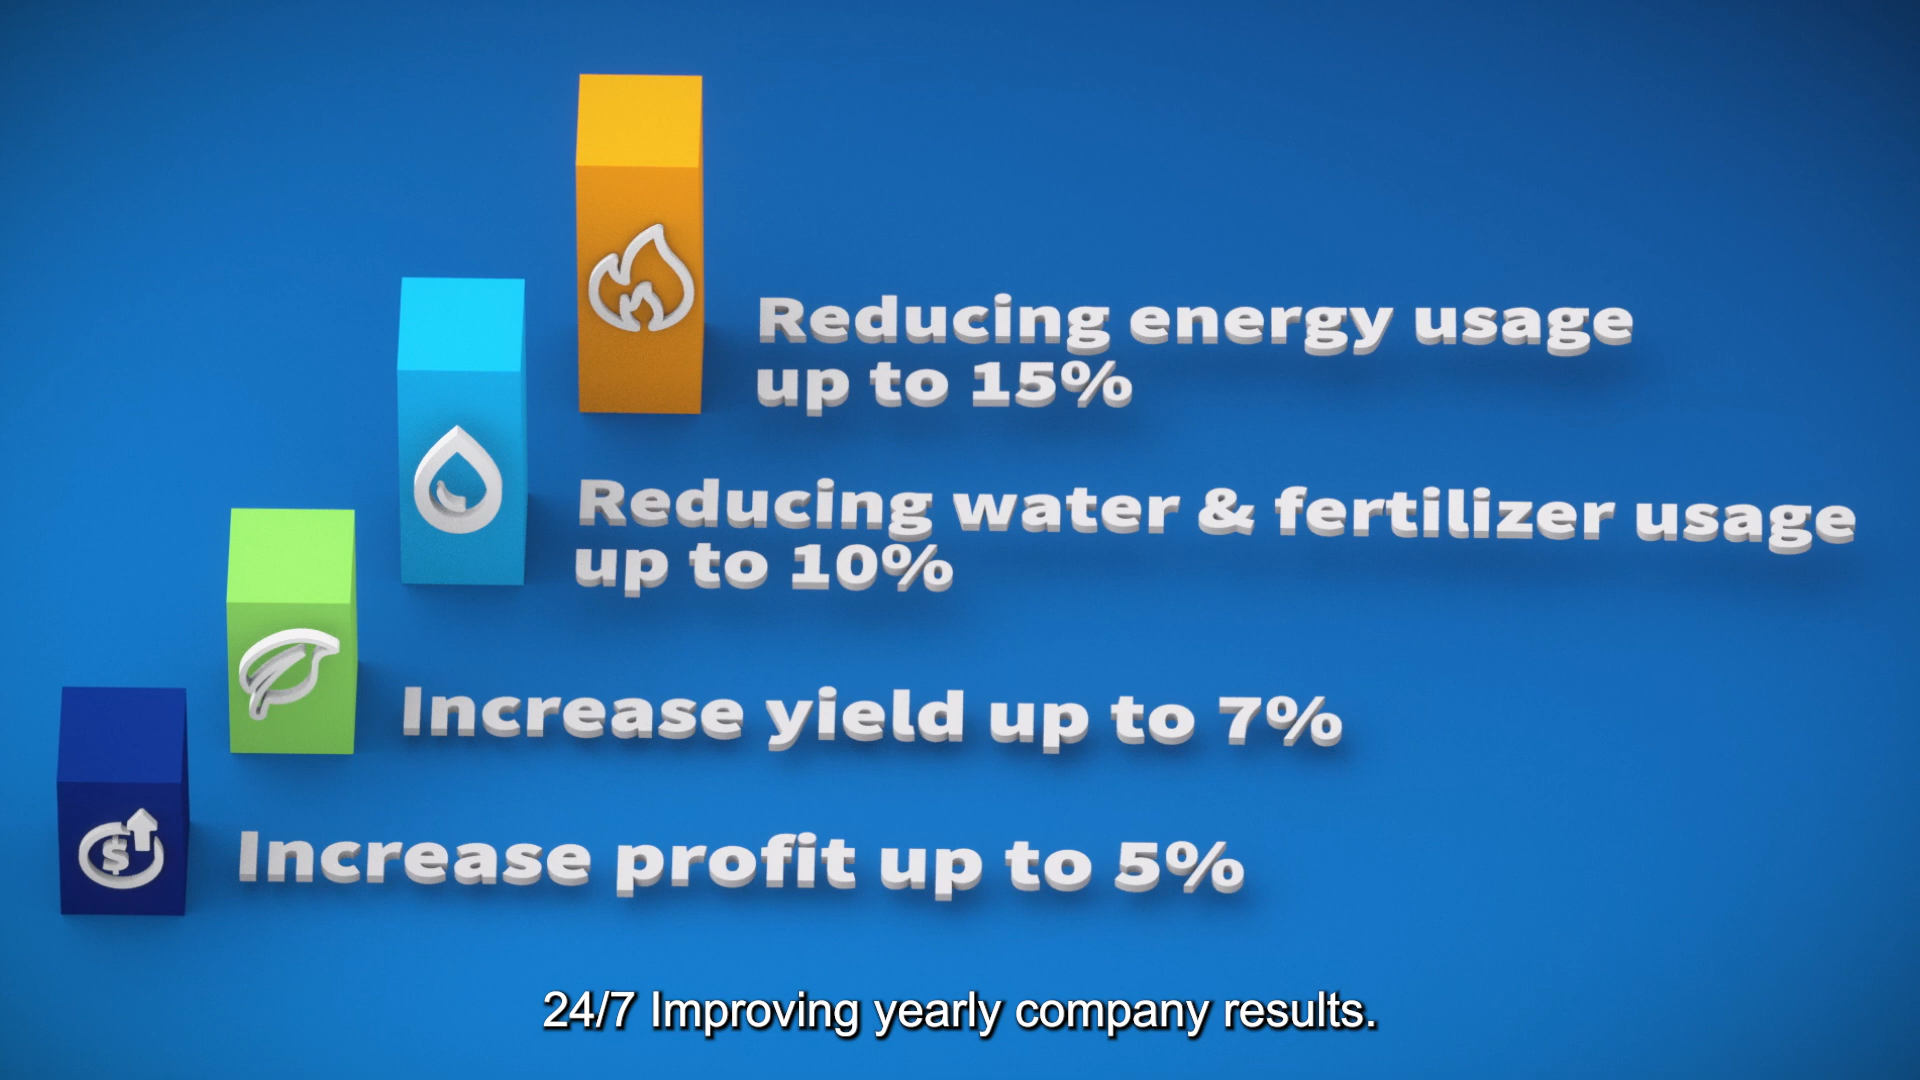 Reducing energy usage
up to 15%
Reducing water & fertilizer usage
up to 10%
Increase yield up to 7%
$
Increase profit up to 5%
24/7 Improving yearly company results.